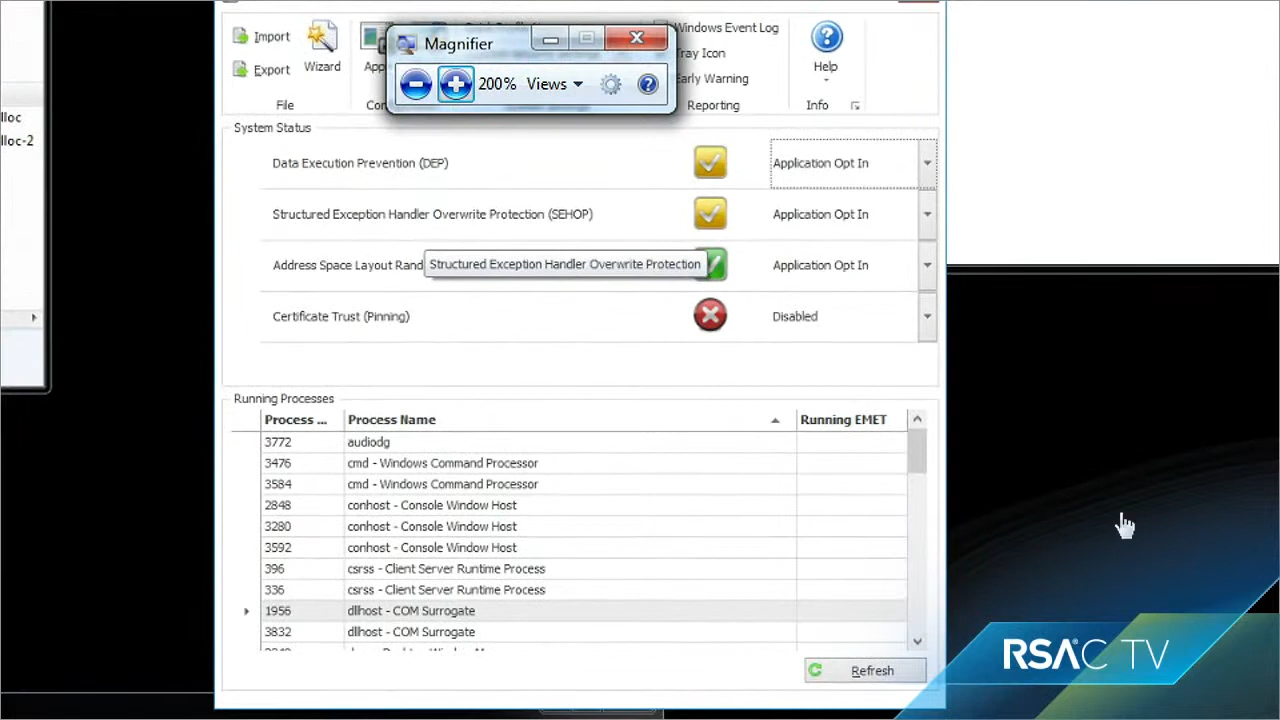 Import
Export
File
Wizard
Windows Event Log
Tray Icon
Early Warning
Reporting
Help
Info
Magnifier
200% Views
lloc
lloc-2
System Status
Data Execution Prevention (DEP) Application Opt In
Structured Exception Handler Overwrite Protection (SEHOP) Application Opt In
Address Space Layout Rand
Structured Exception Handler Overwrite Protection
Application Opt In
Certificate Trust (Pinning) Disabled
Running Processes
Process ... Process Name Running EMET
3772 audiodg
3476 cmd - Windows Command Processor
3584 cmd - Windows Command Processor
2848 conhost - Console Window Host
3280 conhost - Console Window Host
3592 conhost - Console Window Host
396 csrss - Client Server Runtime Process
336 csrss - Client Server Runtime Process
1956 dllhost - COM Surrogate
3832 dllhost - COM Surrogate
Refresh
RSAC TV